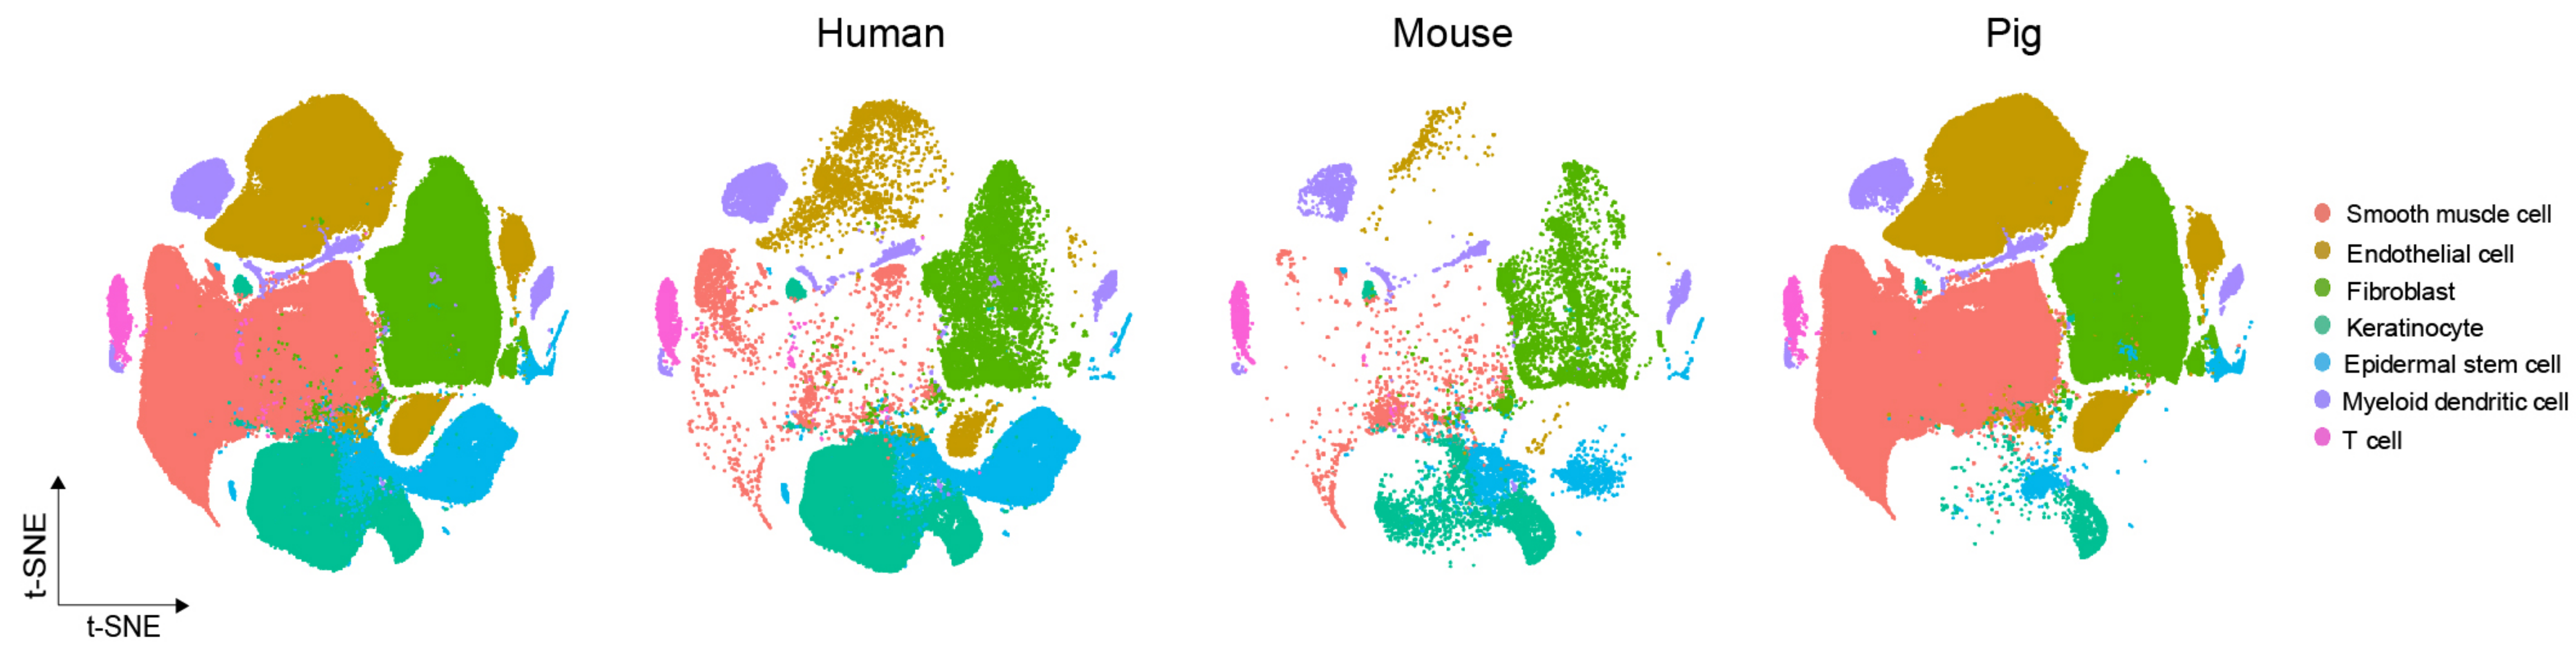 Human
Mouse
Pig
Smooth muscle cell
Endothelial cell
Fibroblast
Keratinocyte
Epidermal stem cell
Myeloid dendritic cell
T cell
t-SNE
t-SNE